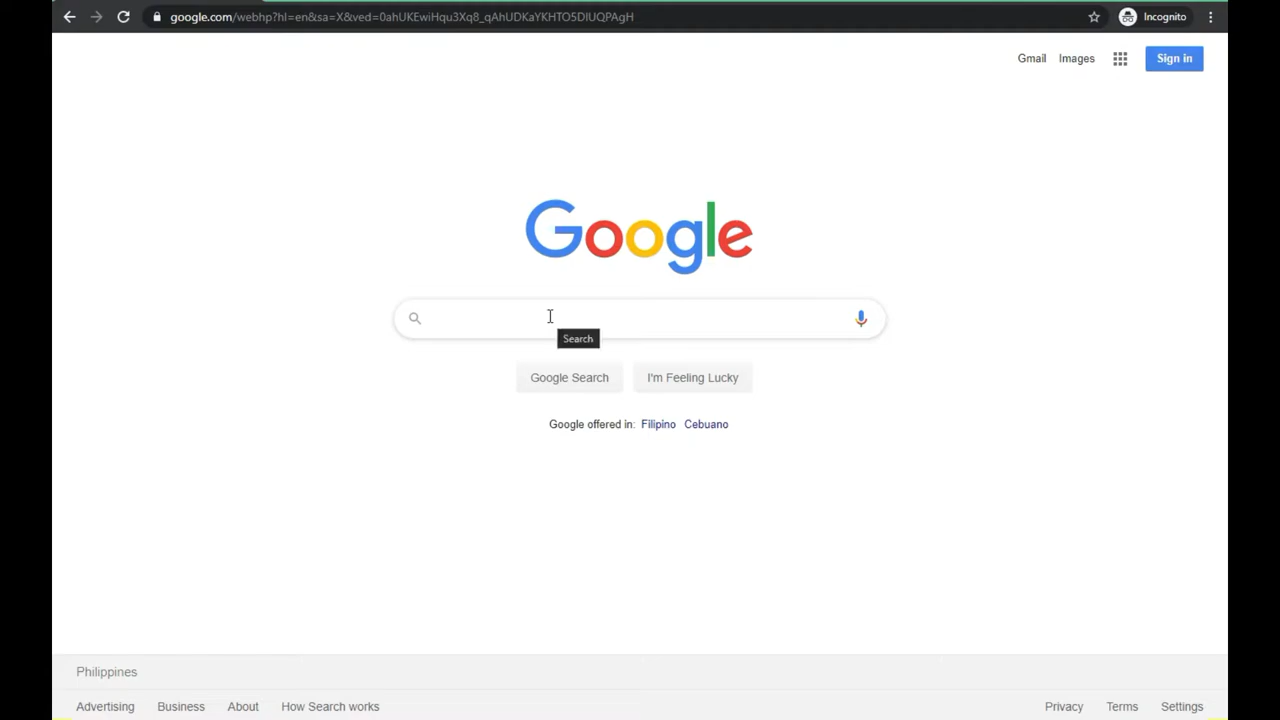 google.com/webhp?hl=en&sa=X&ved=0ahUKEwiHqu3Xq8_qAhUDKaYKHTO5DIUQPAgH
Incognito
Gmail Images Sign in
Google
Search
Google Search I'm Feeling Lucky
Google offered in: Filipino Cebuano
Philippines
Advertising Business About How Search works Privacy Terms Settings